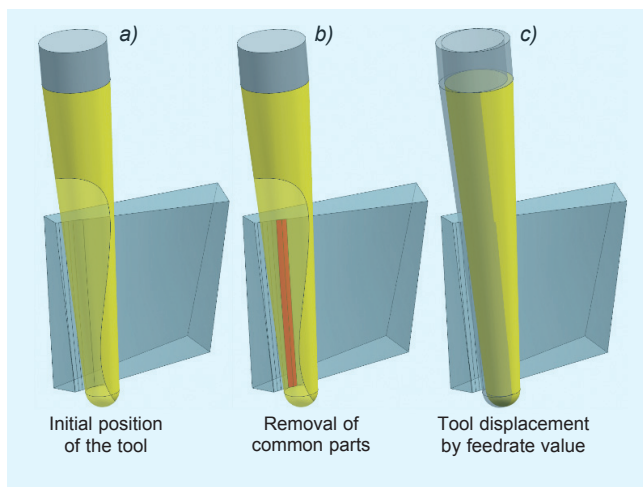 a)
b)
c)
Initial position
of the tool
Removal of
common parts
Tool displacement
by feedrate value